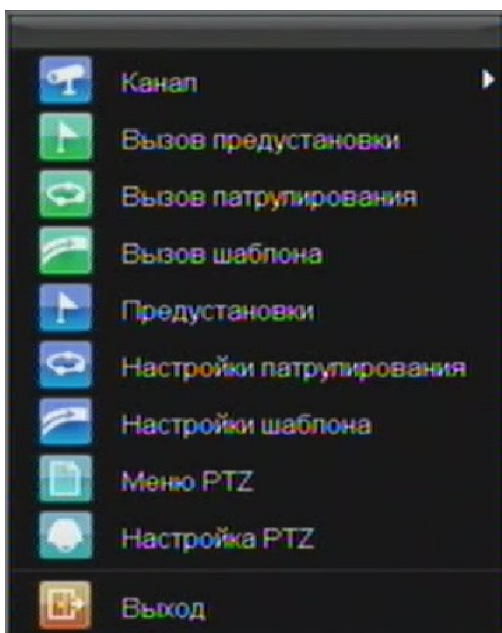 Канал
Вызов предустановки
Вызов патрулирования
Вызов шаблона
Предустановки
Настройки патрулирования
Настройки шаблона
Меню PTZ
Настройка PTZ
Выход